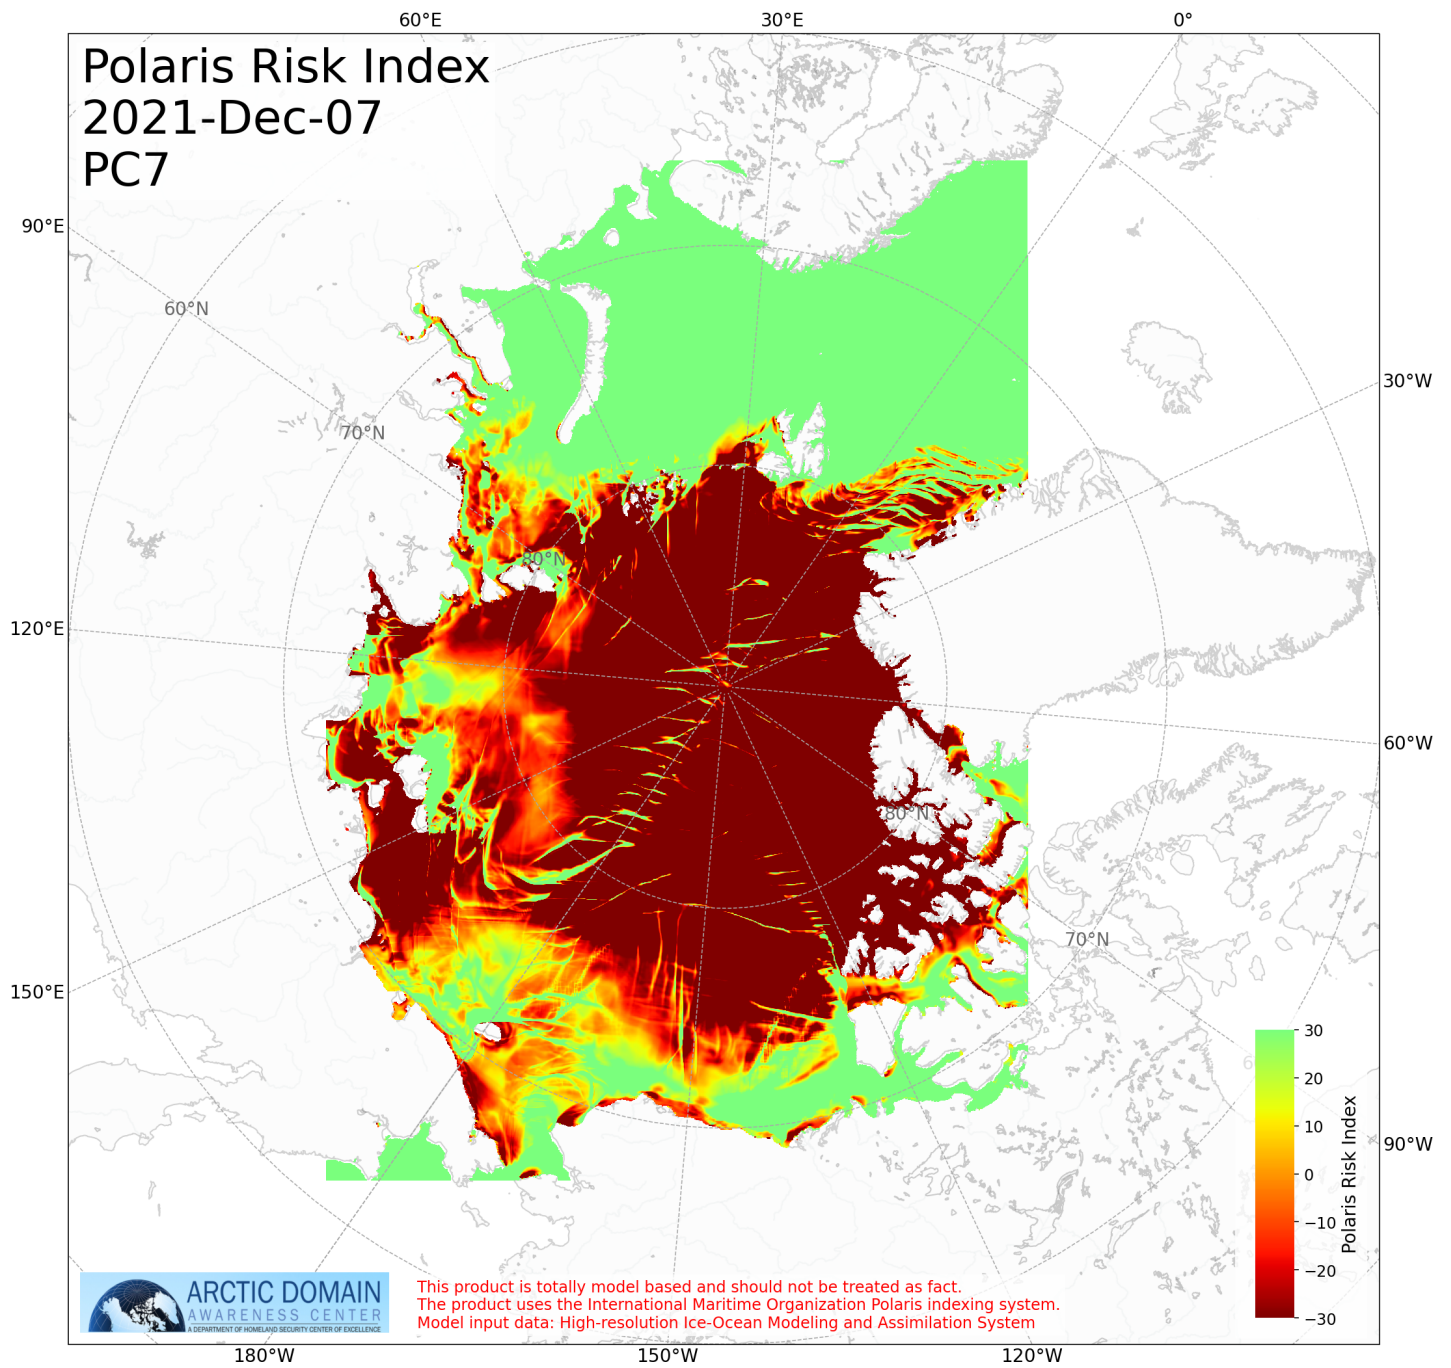 60°E
30°E
0°
Polaris Risk Index
2021-Dec-07
PC7
90°E
60°N
30°W
70°N
80°N
120°E
60°W
80°N
70°N
150°E
30
20
10
0
−10
−20
−30
Polaris Risk Index
90°W
ARCTIC DOMAIN
AWARENESS CENTER
A DEPARTMENT OF HOMELAND SECURITY CENTER OF EXCELLENCE
This product is totally model based and should not be treated as fact.
The product uses the International Maritime Organization Polaris indexing system.
Model input data: High-resolution Ice-Ocean Modeling and Assimilation System
180°W
150°W
120°W